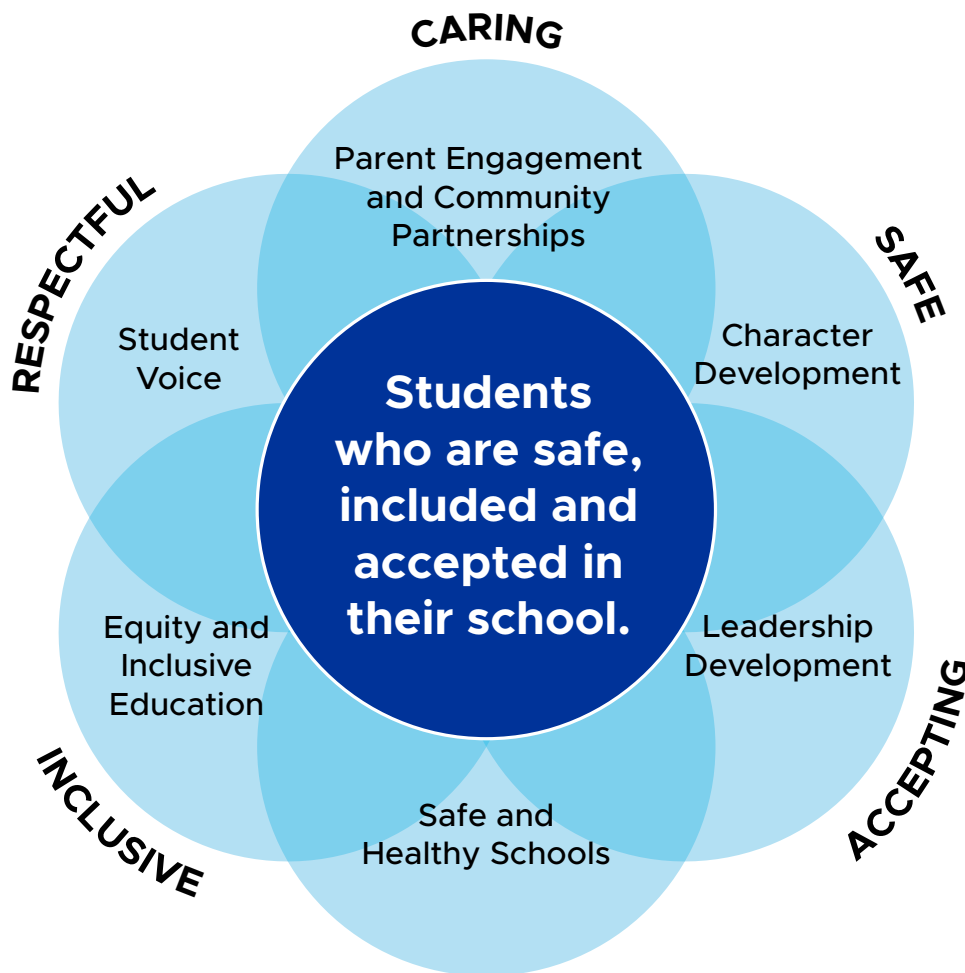 CARING
Parent Engagement
and Community
Partnerships
SAFE
Character
Development
Leadership
Development
ACCEPTING
Safe and
Healthy Schools
INCLUSIVE
Equity and
Inclusive
Education
RESPECTFUL
Student
Voice
Students
who are safe,
included and
accepted in
their school.